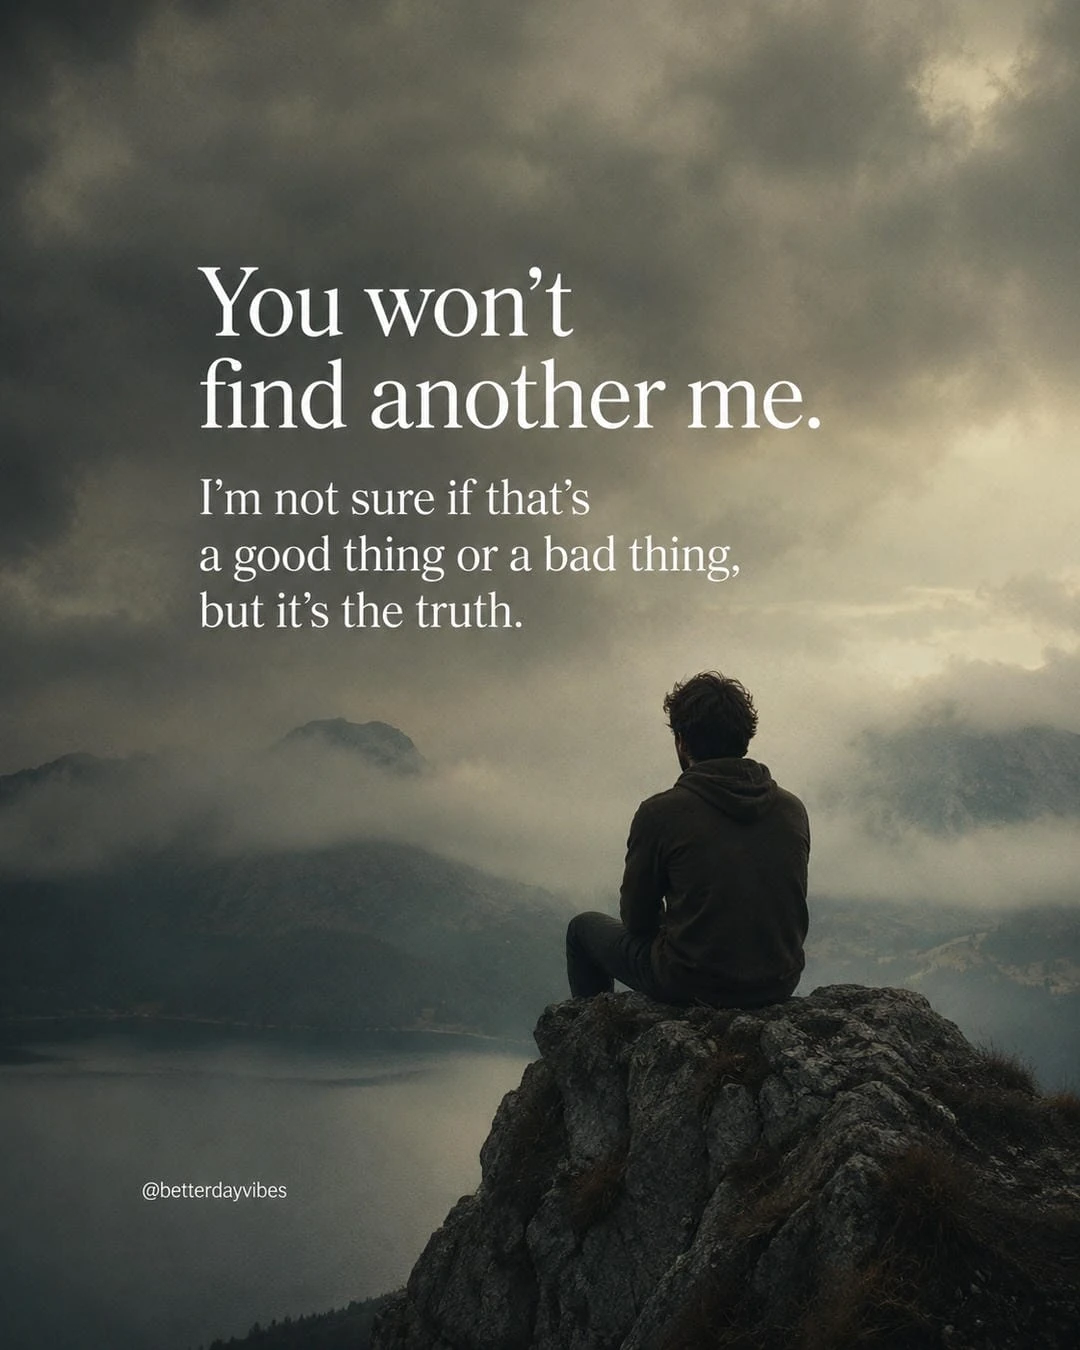 You won’t
find another me.
I’m not sure if that’s
a good thing or a bad thing,
but it’s the truth.
@betterdayvibes